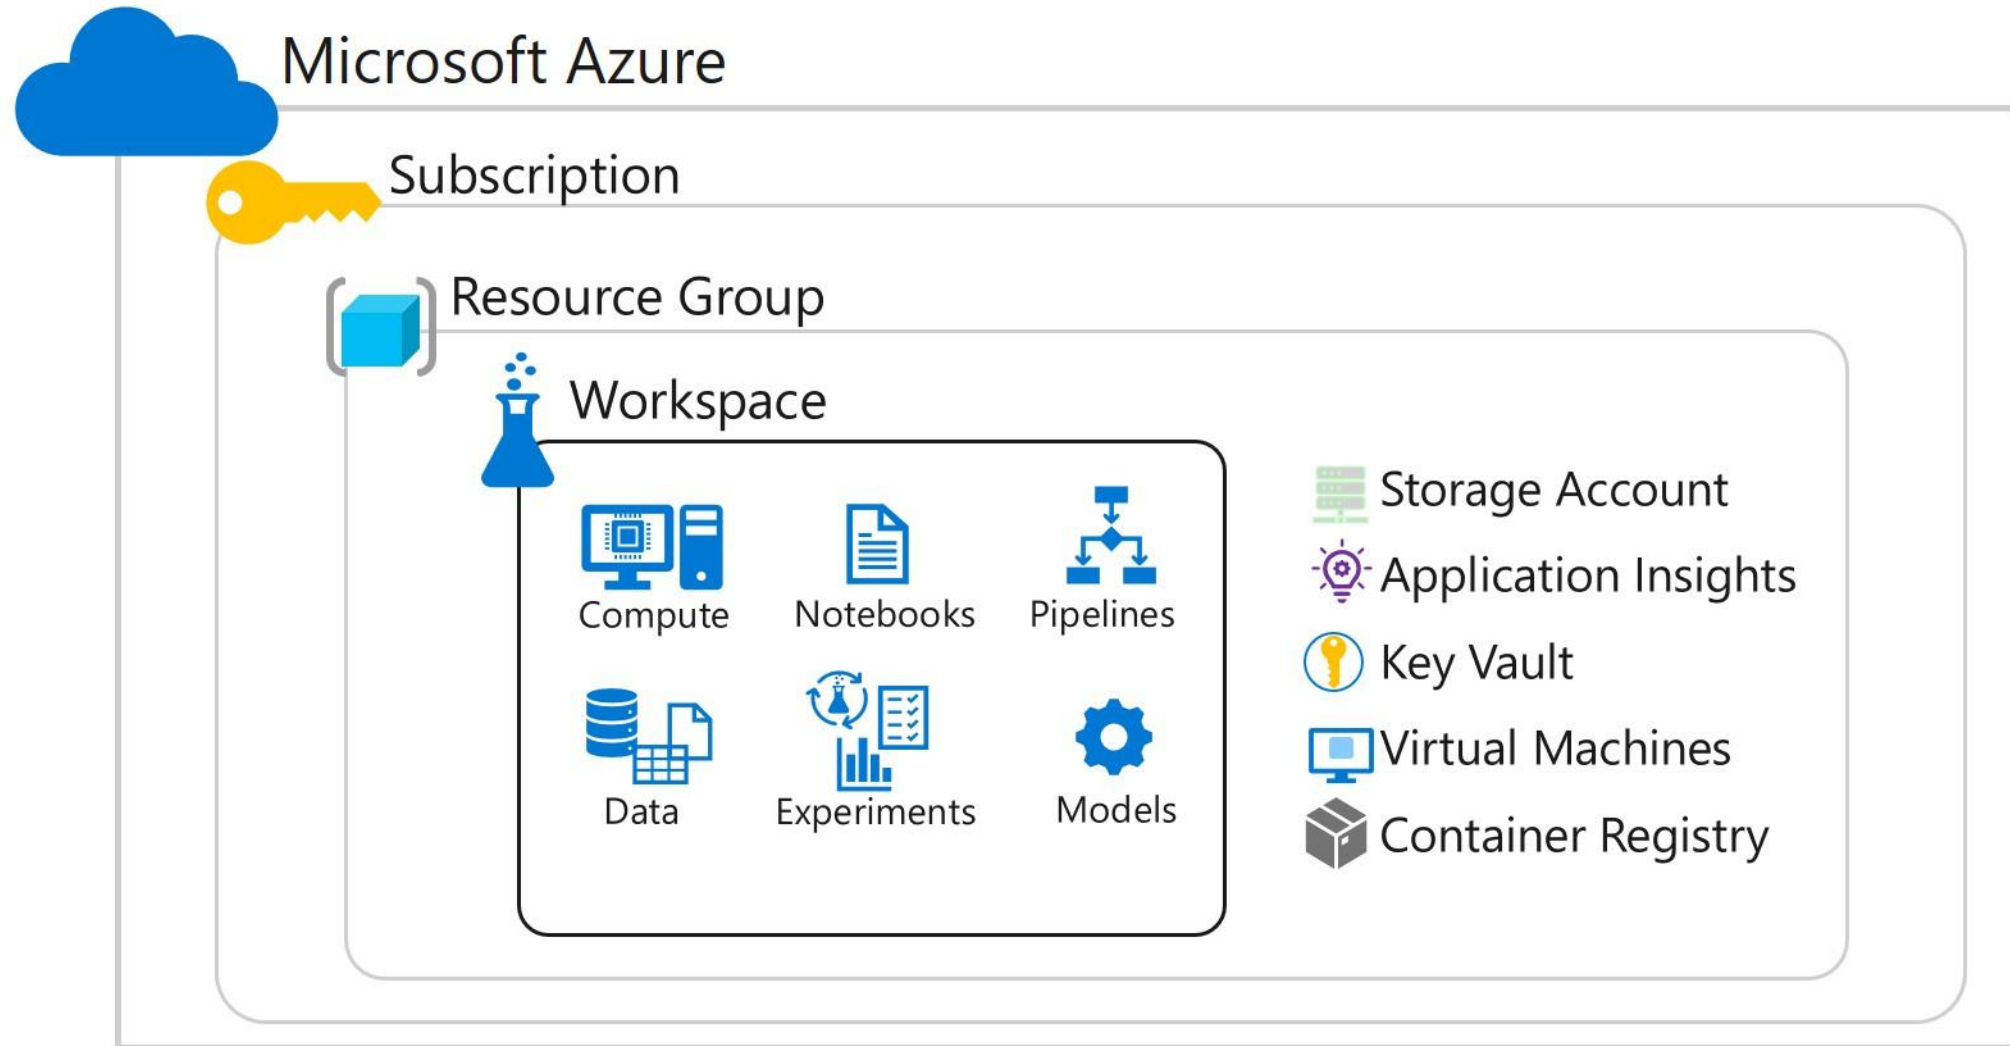 Microsoft Azure
Subscription
Resource Group
Workspace
Compute
Notebooks
Pipelines
Data
Experiments
Models
Storage Account
Application Insights
Key Vault
Virtual Machines
Container Registry